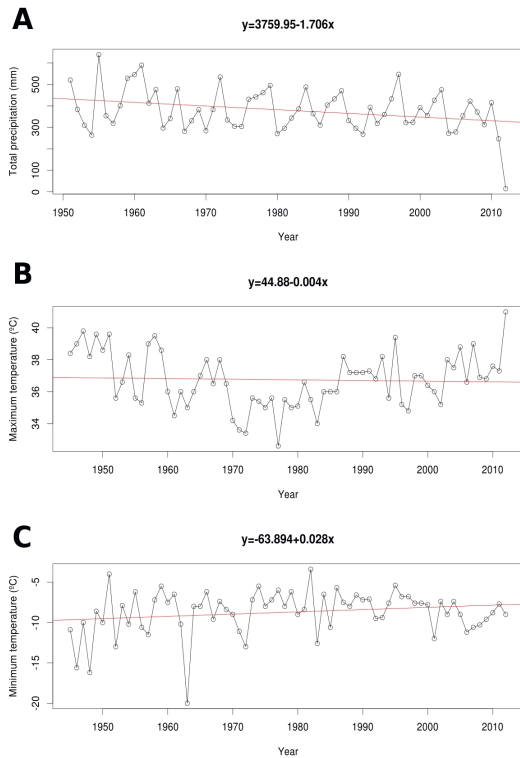 A
y=3759.95-1.706x
Total precipitation (mm)
500
300
100
0
1950 1960 1970 1980 1990 2000 2010
Year
B
y=44.88-0.004x
Maximum temperature (ºC)
40
38
36
34
1950 1960 1970 1980 1990 2000 2010
Year
C
y=-63.894+0.028x
Minimum temperature (ºC)
-5
-10
-15
-20
1950 1960 1970 1980 1990 2000 2010
Year